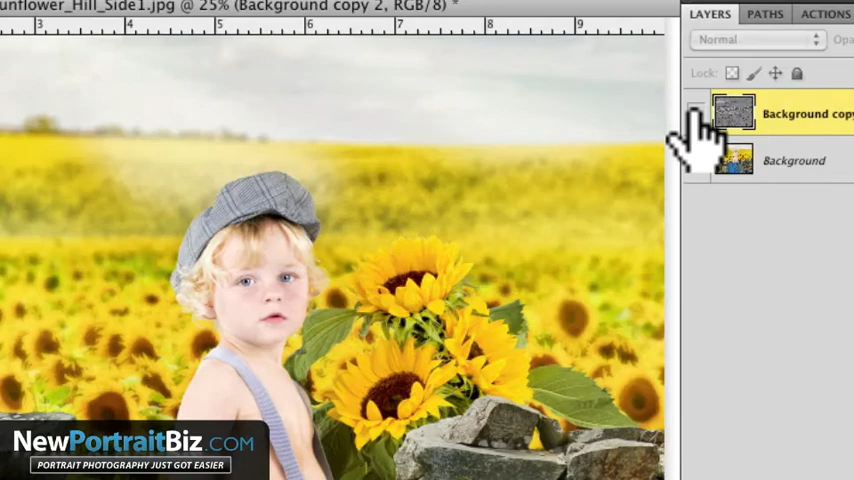 unflower_Hill_Side1.jpg @ 25% (Background copy 2, RGB/8) *
3 4 5 6 7 8 9
LAYERS PATHS ACTIONS
Normal Opa
Lock:
Background copy
Background
NewPortraitBiz.COM
PORTRAIT PHOTOGRAPHY JUST GOT EASIER